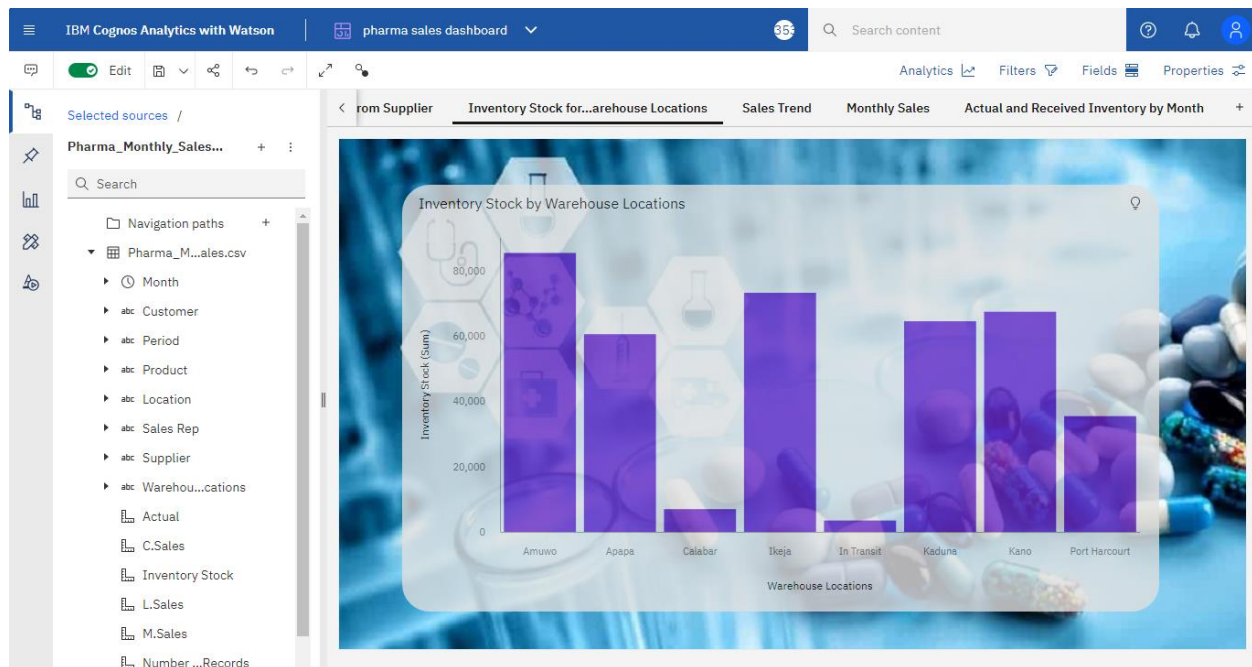 IBM Cognos Analytics with Watson
pharma sales dashboard
353
Search content
Edit
Analytics
Filters
Fields
Properties
Selected sources /
rom Supplier
Inventory Stock for...arehouse Locations
Sales Trend
Monthly Sales
Actual and Received Inventory by Month
+
Pharma_Monthly_Sales...
+
Search
Navigation paths
+
Pharma_M...ales.csv
Month
abc Customer
abc Period
abc Product
abc Location
abc Sales Rep
abc Supplier
abc Warehou...cations
Actual
C.Sales
Inventory Stock
L.Sales
M.Sales
Number ...Records
Inventory Stock by Warehouse Locations
Inventory Stock (Sum)
80,000
60,000
40,000
20,000
0
Amuwo
Apapa
Calabar
Ikeja
In Transit
Kaduna
Kano
Port Harcourt
Warehouse Locations